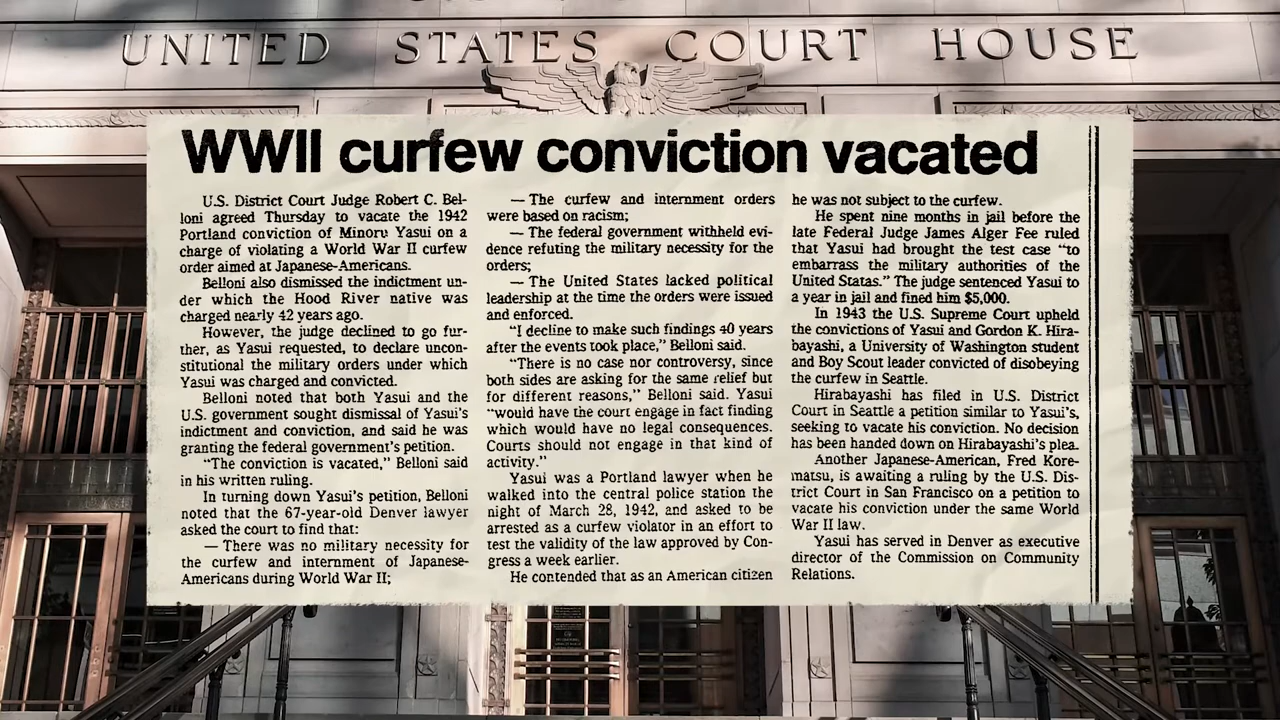 UNITED STATES COURT HOUSE
WWII curfew conviction vacated
U.S. District Court Judge Robert C. Bel-
loni agreed Thursday to vacate the 1942
Portland conviction of Minoru Yasui on a
charge of violating a World War II curfew
order aimed at Japanese-Americans.
Belloni also dismissed the indictment un-
der which the Hood River native was
charged nearly 42 years ago.
However, the judge declined to go fur-
ther, as Yasui requested, to declare uncon-
stitutional the military orders under which
Yasui was charged and convicted.
Belloni noted that both Yasui and the
U.S. government sought dismissal of Yasui's
indictment and conviction, and said he was
granting the federal government's petition.
"The conviction is vacated," Belloni said
in his written ruling.
In turning down Yasui's petition, Belloni
noted that the 67-year-old Denver lawyer
asked the court to find that:
— There was no military necessity for
the curfew and internment of Japanese-
Americans during World War II;
— The curfew and internment orders
were based on racism;
— The federal government withheld evi-
dence refuting the military necessity for the
orders;
— The United States lacked political
leadership at the time the orders were issued
and enforced.
"I decline to make such findings 40 years
after the events took place," Belloni said.
"There is no case nor controversy, since
both sides are asking for the same relief but
for different reasons," Belloni said. Yasui
"would have the court engage in fact finding
which would have no legal consequences.
Courts should not engage in that kind of
activity."
Yasui was a Portland lawyer when he
walked into the central police station the
night of March 28, 1942, and asked to be
arrested as a curfew violator in an effort to
test the validity of the law approved by Con-
gress a week earlier.
He contended that as an American citizen
he was not subject to the curfew.
He spent nine months in jail before the
late Federal Judge James Alger Fee ruled
that Yasui had brought the test case "to
embarrass the military authorities of the
United Statas." The judge sentenced Yasui to
a year in jail and fined him $5,000.
In 1943 the U.S. Supreme Court upheld
the convictions of Yasui and Gordon K. Hira-
bayashi, a University of Washington student
and Boy Scout leader convicted of disobeying
the curfew in Seattle.
Hirabayashi has filed in U.S. District
Court in Seattle a petition similar to Yasui's,
seeking to vacate his conviction. No decision
has been handed down on Hirabayashi's plea.
Another Japanese-American, Fred Kore-
matsu, is awaiting a ruling by the U.S. Dis-
trict Court in San Francisco on a petition to
vacate his conviction under the same World
War II law.
Yasui has served in Denver as executive
director of the Commission on Community
Relations.